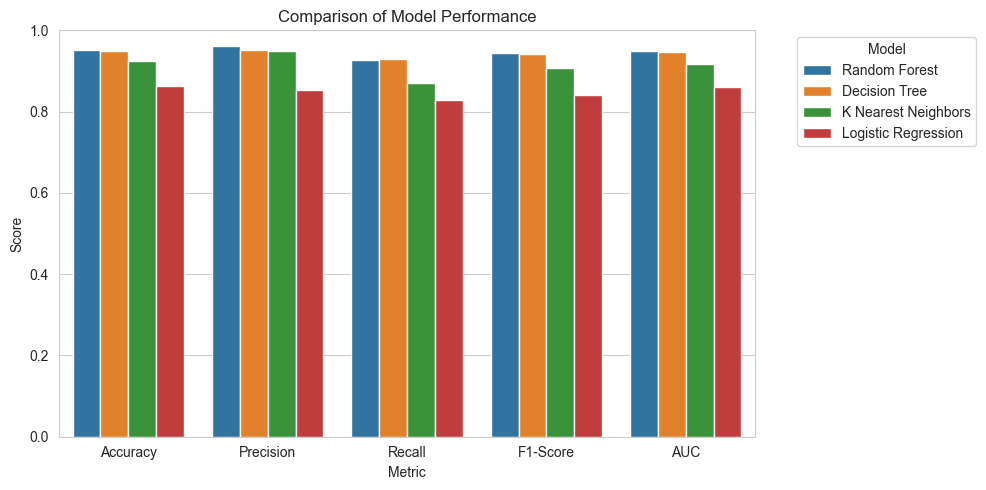 Comparison of Model Performance
1.0
0.8
0.6
0.4
0.2
0.0
Score
Accuracy
Precision
Recall
F1-Score
AUC
Metric
Model
Random Forest
Decision Tree
K Nearest Neighbors
Logistic Regression